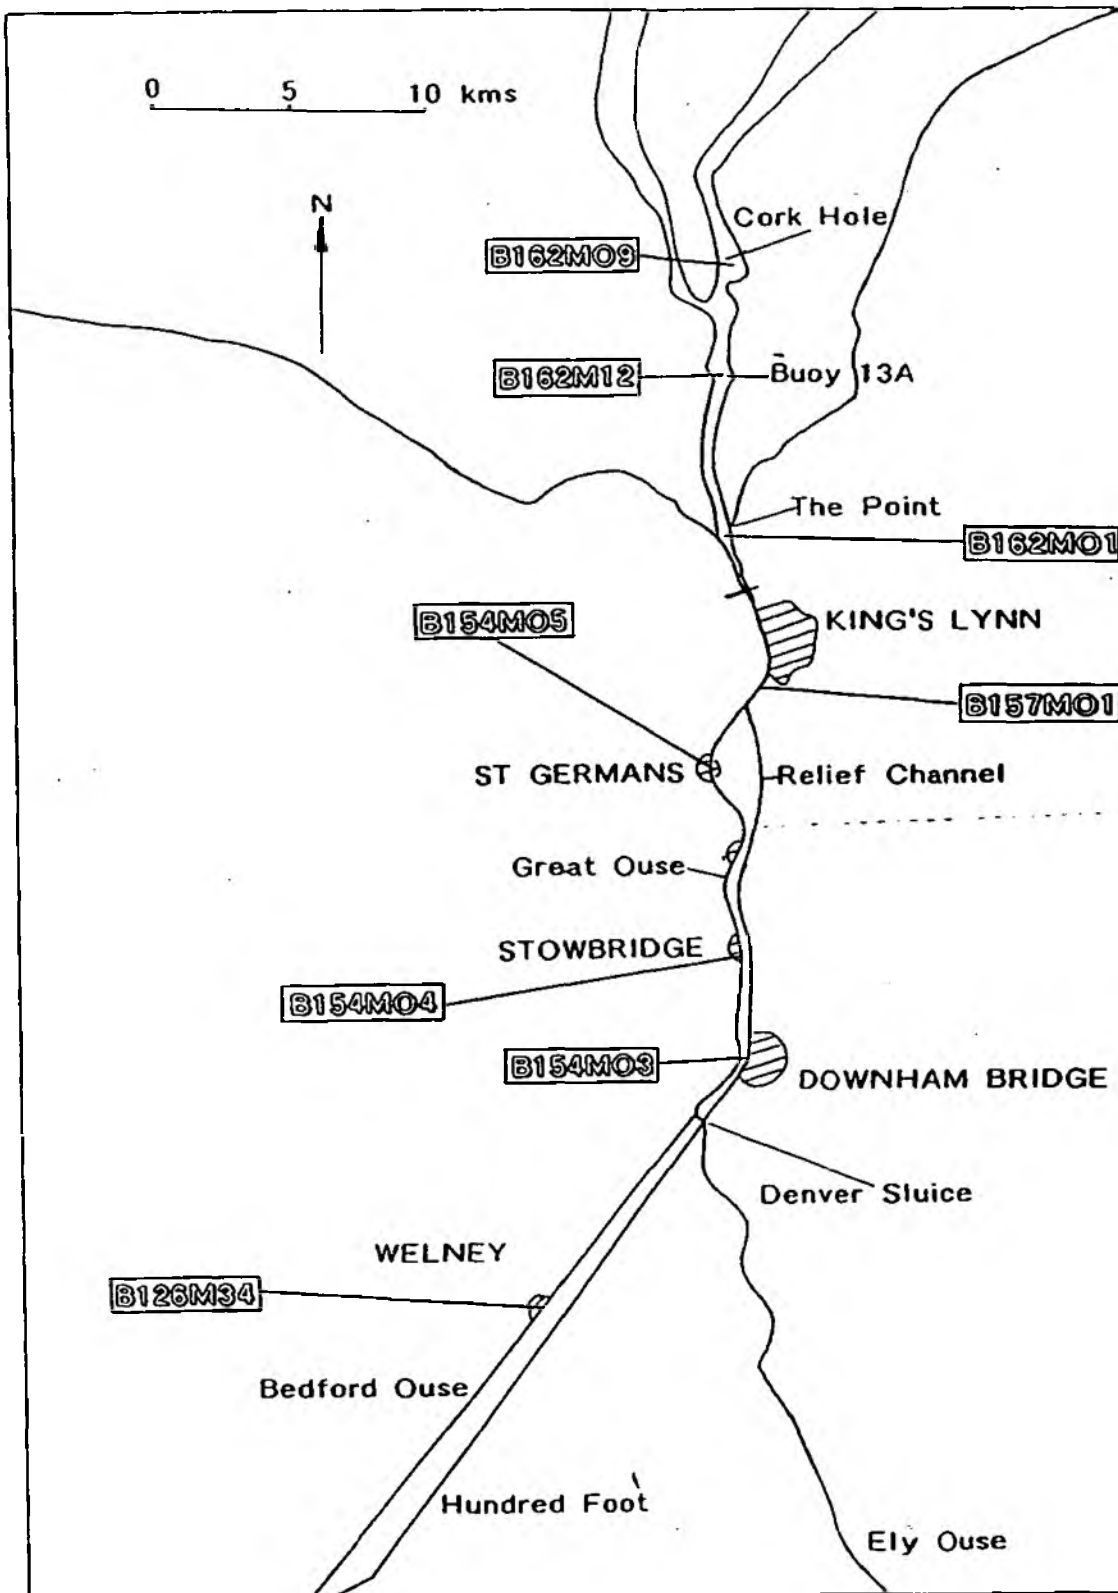 0 5 10 kms
N
Cork Hole
B162M09
B162M12
Buoy 13A
The Point
B162M01
B154M05
KING'S LYNN
B157M01
ST GERMANS
Relief Channel
Great Ouse
STOWBRIDGE
B154M04
B154M03
DOWNHAM BRIDGE
Denver Sluice
WELNEY
B126M34
Bedford Ouse
Hundred Foot
Ely Ouse